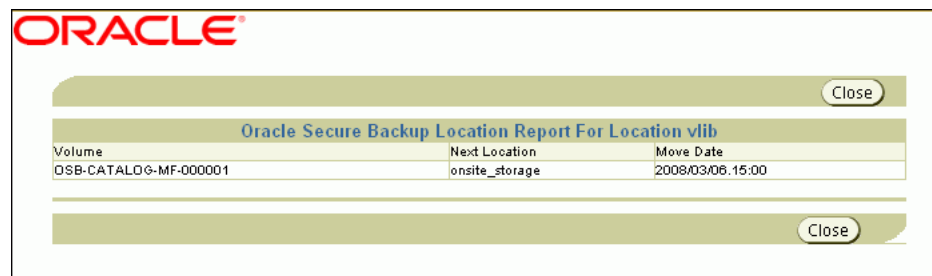 ORACLE
Close
Oracle Secure Backup Location Report For Location vlib
Volume Next Location Move Date
OSB-CATALOG-MF-000001 onsite_storage 2008/03/06.15:00
Close